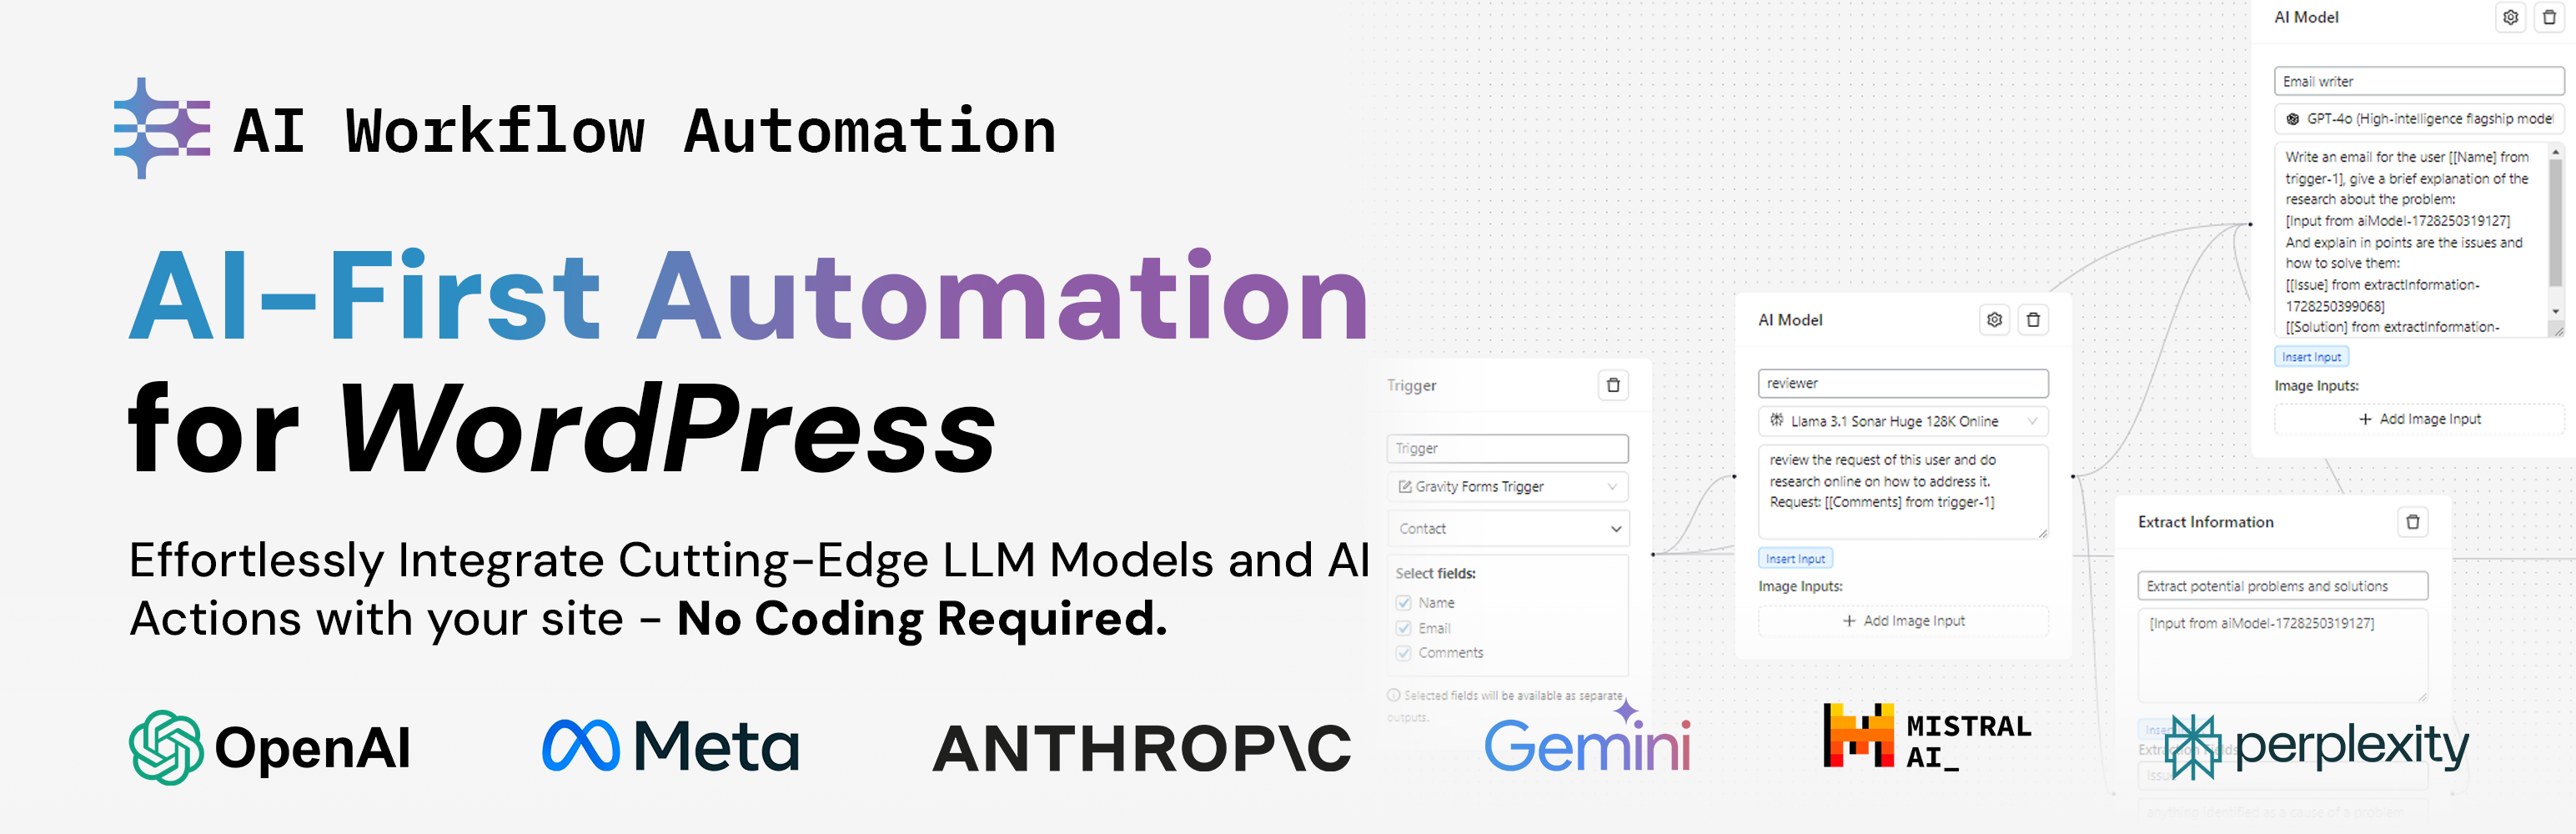 AI Workflow Automation
AI-First Automation
for WordPress
Effortlessly Integrate Cutting-Edge LLM Models and AI
Actions with your site - No Coding Required.
OpenAI
Meta
ANTHROP\C
Gemini
MISTRAL
AI_
perplexity
Trigger
Trigger
Gravity Forms Trigger
Contact
Select fields:
Name
Email
Comments
Selected fields will be available as separate
outputs.
AI Model
reviewer
Llama 3.1 Sonar Huge 128K Online
review the request of this user and do
research online on how to address it.
Request: [[Comments] from trigger-1]
Insert Input
Image Inputs:
+ Add Image Input
AI Model
Email writer
GPT-4o (High-intelligence flagship model
Write an email for the user [[Name] from
trigger-1], give a brief explanation of the
research about the problem:
[Input from aiModel-1728250319127]
And explain in points are the issues and
how to solve them:
[[Issue] from extractInformation-
1728250399068]
[[Solution] from extractInformation-
Insert Input
Image Inputs:
+ Add Image Input
Extract Information
Extract potential problems and solutions
[Input from aiModel-1728250319127]
anything identified as a cause of a problem